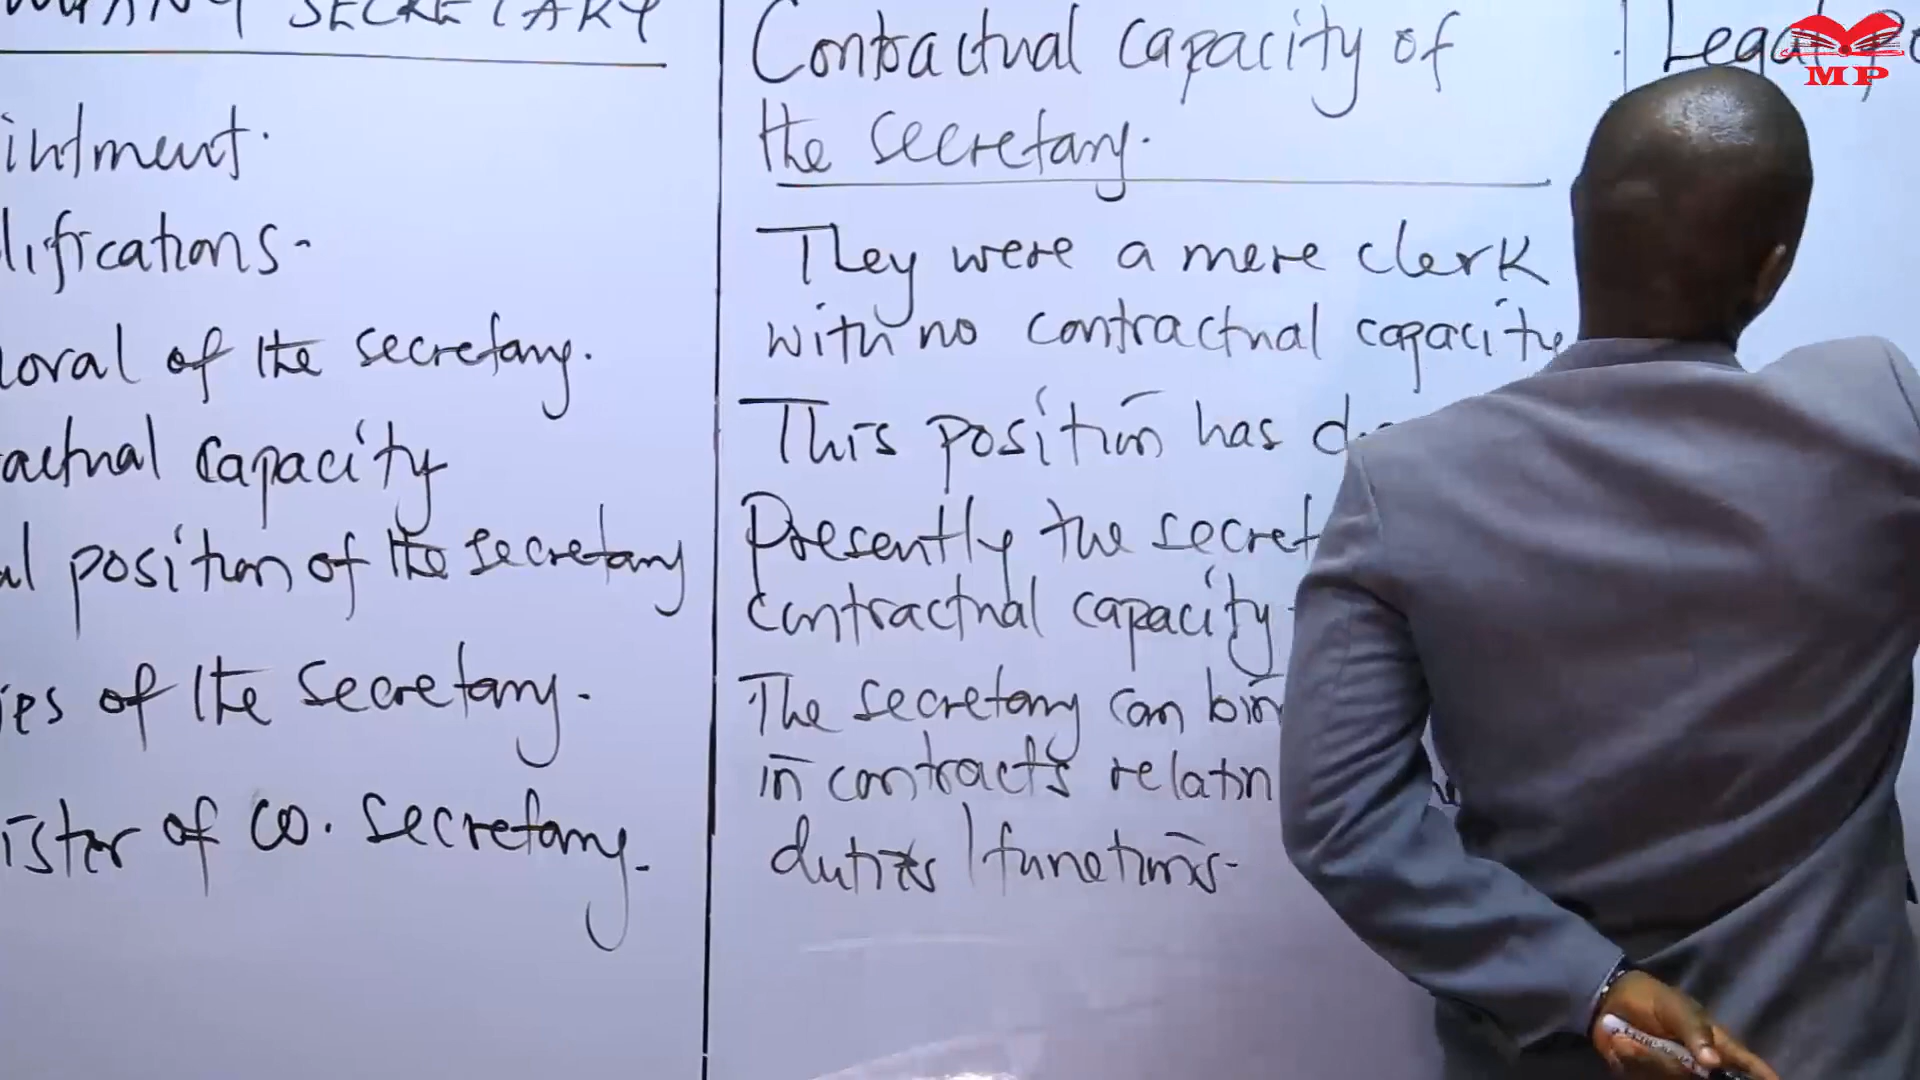 SECRETARY
intment.
lifications-
oval of the secretary.
actual capacity
al position of the secretary
ies of the secretary.
ister of co. secretary.
Contractual capacity of
the secretary.
They were a mere clerk
with no contractual capacity
This position has
Presently the secret
contractual capacity
The secretary can bin
in contracts relatin
duties / functions-
Legal
MP